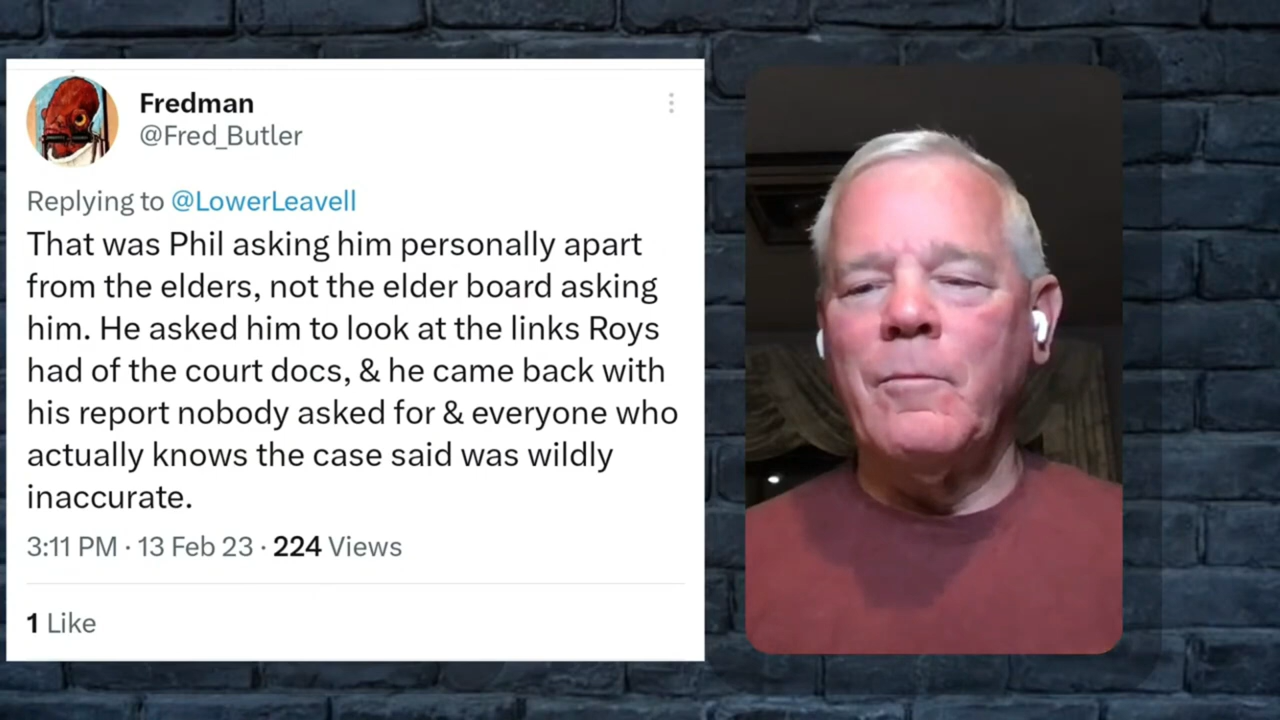 Fredman
@Fred_Butler
Replying to @LowerLeavell
That was Phil asking him personally apart
from the elders, not the elder board asking
him. He asked him to look at the links Roys
had of the court docs, & he came back with
his report nobody asked for & everyone who
actually knows the case said was wildly
inaccurate.
3:11 PM · 13 Feb 23 · 224 Views
1 Like